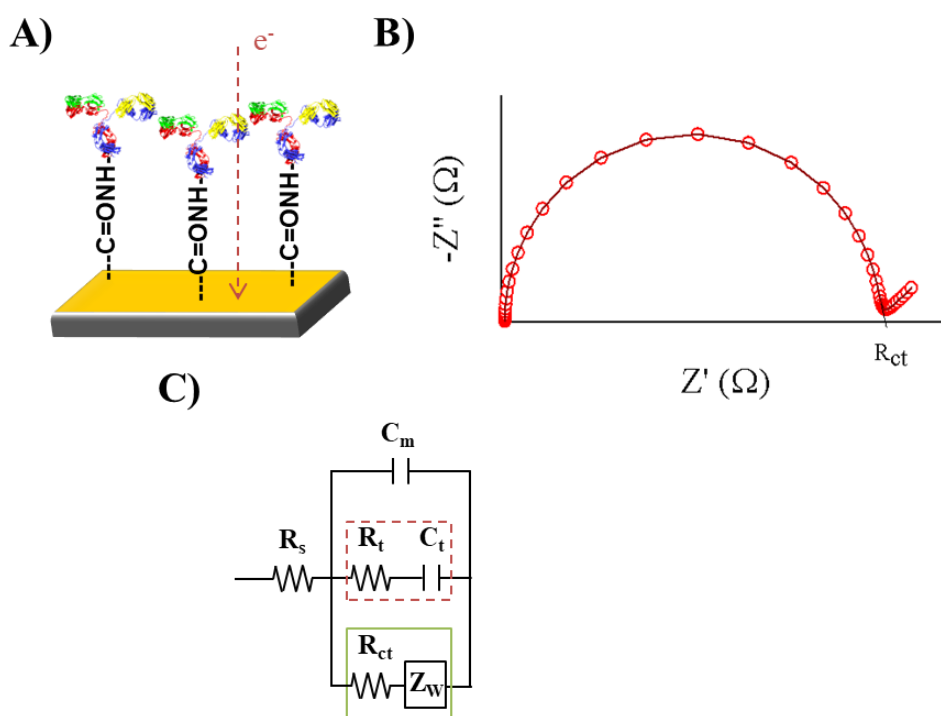 A)
e-
---C=ONH-
---C=ONH-
---C=ONH-
B)
-Z'' (Ω)
Rct
Z' (Ω)
C)
Cm
Rs
Rt
Ct
Rct
ZW